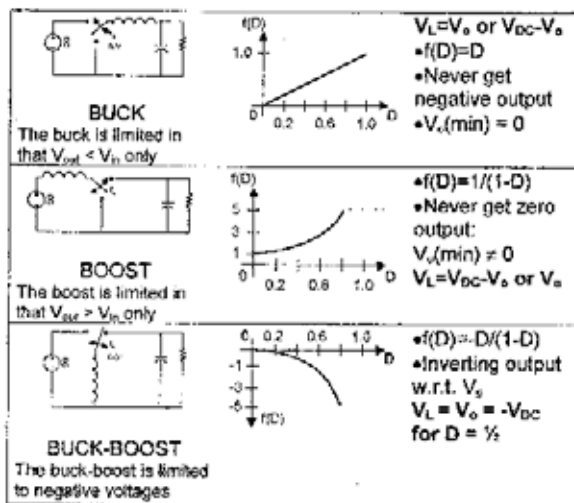 f(D)
1.0
0
0.2
0.6
1.0
D
BUCK
The buck is limited in
that Vout < Vin only
VL=Vo or VDC-Vo
•f(D)=D
•Never get
negative output
•Vo(min) = 0
f(D)
5
3
1
0
0.2
0.6
1.0
D
BOOST
The boost is limited in
that Vout > Vin only
•f(D)=1/(1-D)
•Never get zero
output:
Vo(min) ≠ 0
VL=VDC-Vo or Vo
0
0.2
0.6
1.0
D
-1
-3
-5
f(D)
BUCK-BOOST
The buck-boost is limited
to negative voltages
•f(D)=-D/(1-D)
•Inverting output
w.r.t. Vg
VL = Vo = -VDC
for D = ½